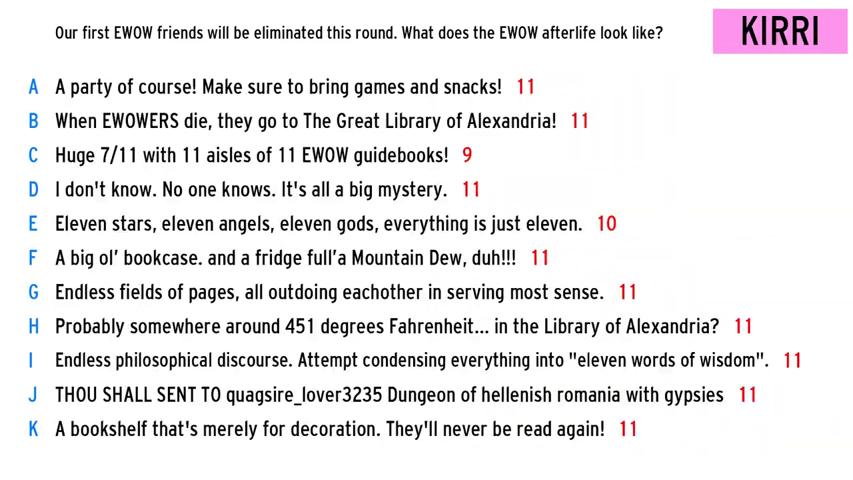 Our first EWOW friends will be eliminated this round. What does the EWOW afterlife look like?
KIRRI
A A party of course! Make sure to bring games and snacks! 11
B When EWOWERS die, they go to The Great Library of Alexandria! 11
C Huge 7/11 with 11 aisles of 11 EWOW guidebooks! 9
D I don't know. No one knows. It's all a big mystery. 11
E Eleven stars, eleven angels, eleven gods, everything is just eleven. 10
F A big ol’ bookcase. and a fridge full’a Mountain Dew, duh!!! 11
G Endless fields of pages, all outdoing eachother in serving most sense. 11
H Probably somewhere around 451 degrees Fahrenheit... in the Library of Alexandria? 11
I Endless philosophical discourse. Attempt condensing everything into "eleven words of wisdom". 11
J THOU SHALL SENT TO quagsire_lover3235 Dungeon of hellenish romania with gypsies 11
K A bookshelf that's merely for decoration. They'll never be read again! 11